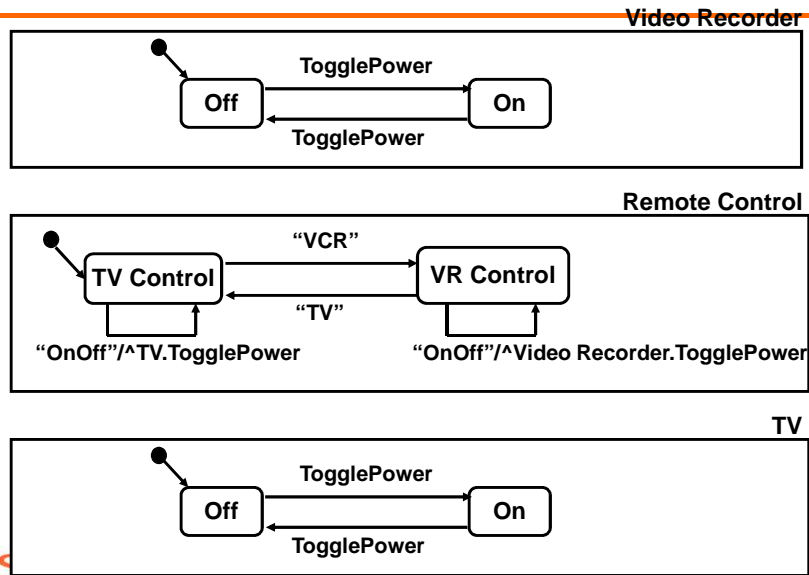 Video Recorder
TogglePower
Off
On
TogglePower
Remote Control
“VCR”
TV Control
VR Control
“TV”
“OnOff”/^TV.TogglePower
“OnOff”/^Video Recorder.TogglePower
TV
TogglePower
Off
On
TogglePower